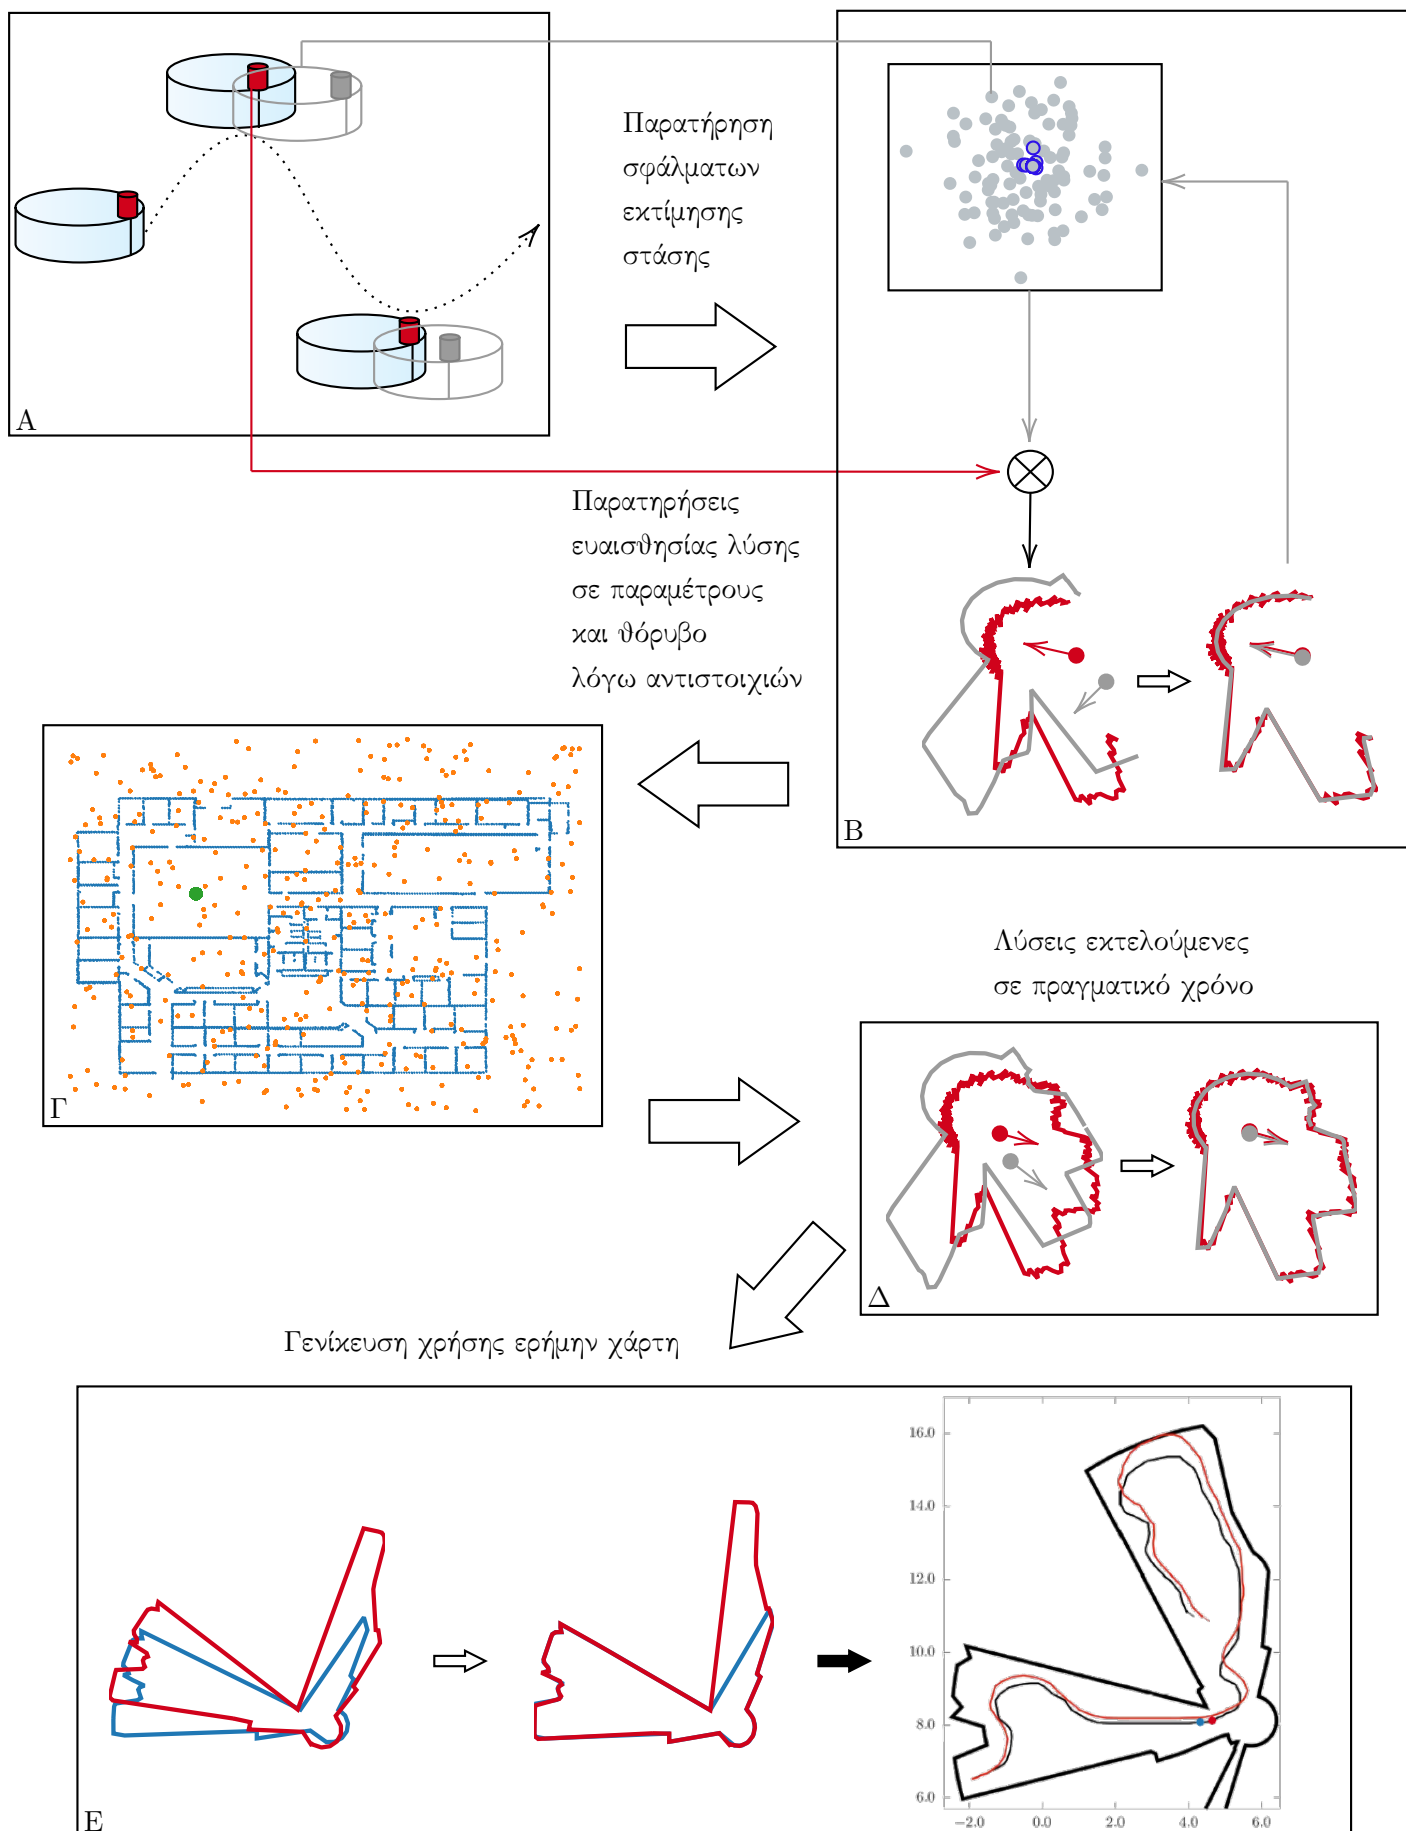 Παρατήρηση
σφάλματων
εκτίμησης
στάσης
Α
Παρατηρήσεις
ευαισθησίας λύσης
σε παραμέτρους
και θόρυβο
λόγω αντιστοιχιών
Β
Γ
Λύσεις εκτελούμενες
σε πραγματικό χρόνο
Δ
Γενίκευση χρήσης ερήμην χάρτη
16.0
14.0
12.0
10.0
8.0
6.0
−2.0 0.0 2.0 4.0 6.0
Ε